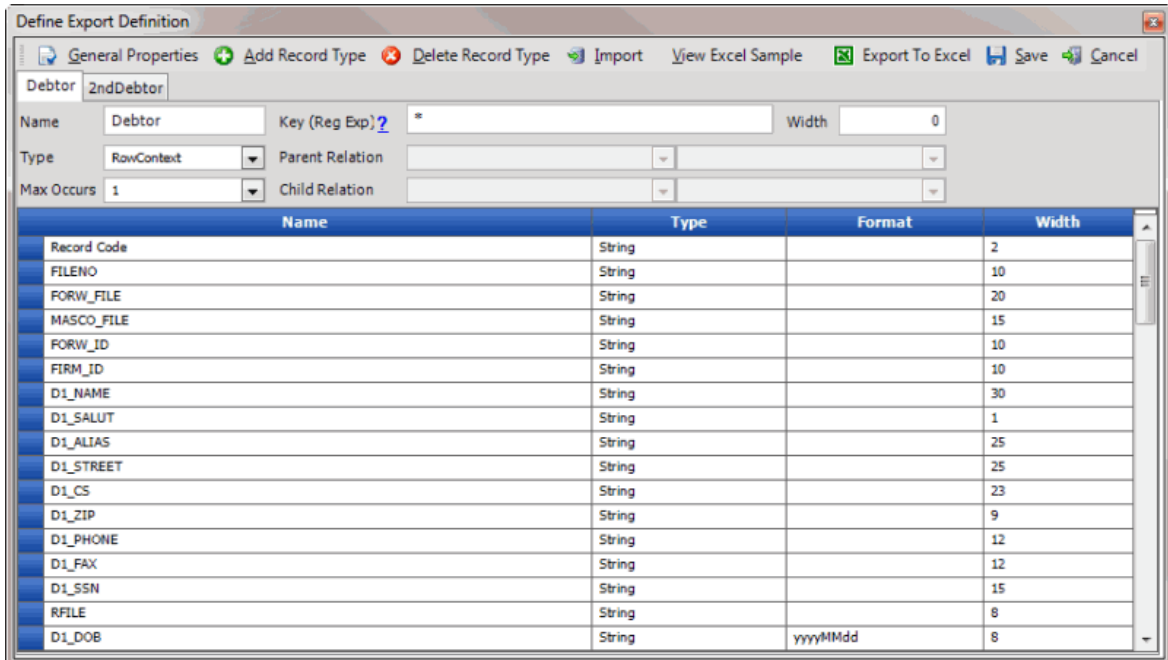 Define Export Definition
General Properties Add Record Type Delete Record Type Import View Excel Sample Export To Excel Save Cancel
Debtor 2ndDebtor
Name Debtor Key (Reg Exp) ? * Width 0
Type RowContext Parent Relation
Max Occurs 1 Child Relation
Name Type Format Width
Record Code String 2
FILENO String 10
FORW_FILE String 20
MASCO_FILE String 15
FORW_ID String 10
FIRM_ID String 10
D1_NAME String 30
D1_SALUT String 1
D1_ALIAS String 25
D1_STREET String 25
D1_CS String 23
D1_ZIP String 9
D1_PHONE String 12
D1_FAX String 12
D1_SSN String 15
RFILE String 8
D1_DOB String yyyyMMdd 8